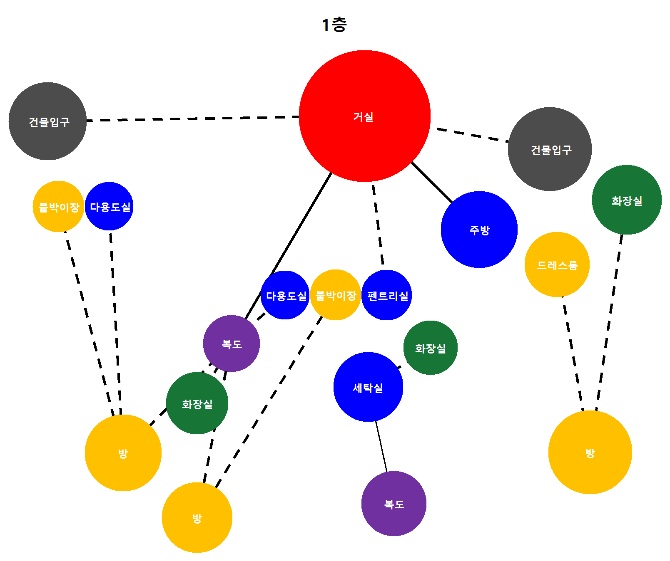 1층
거실
건물입구
건물입구
화장실
붙박이장
다용도실
주방
드레스룸
다용도실
붙박이장
팬트리실
복도
화장실
세탁실
화장실
방
방
복도
방